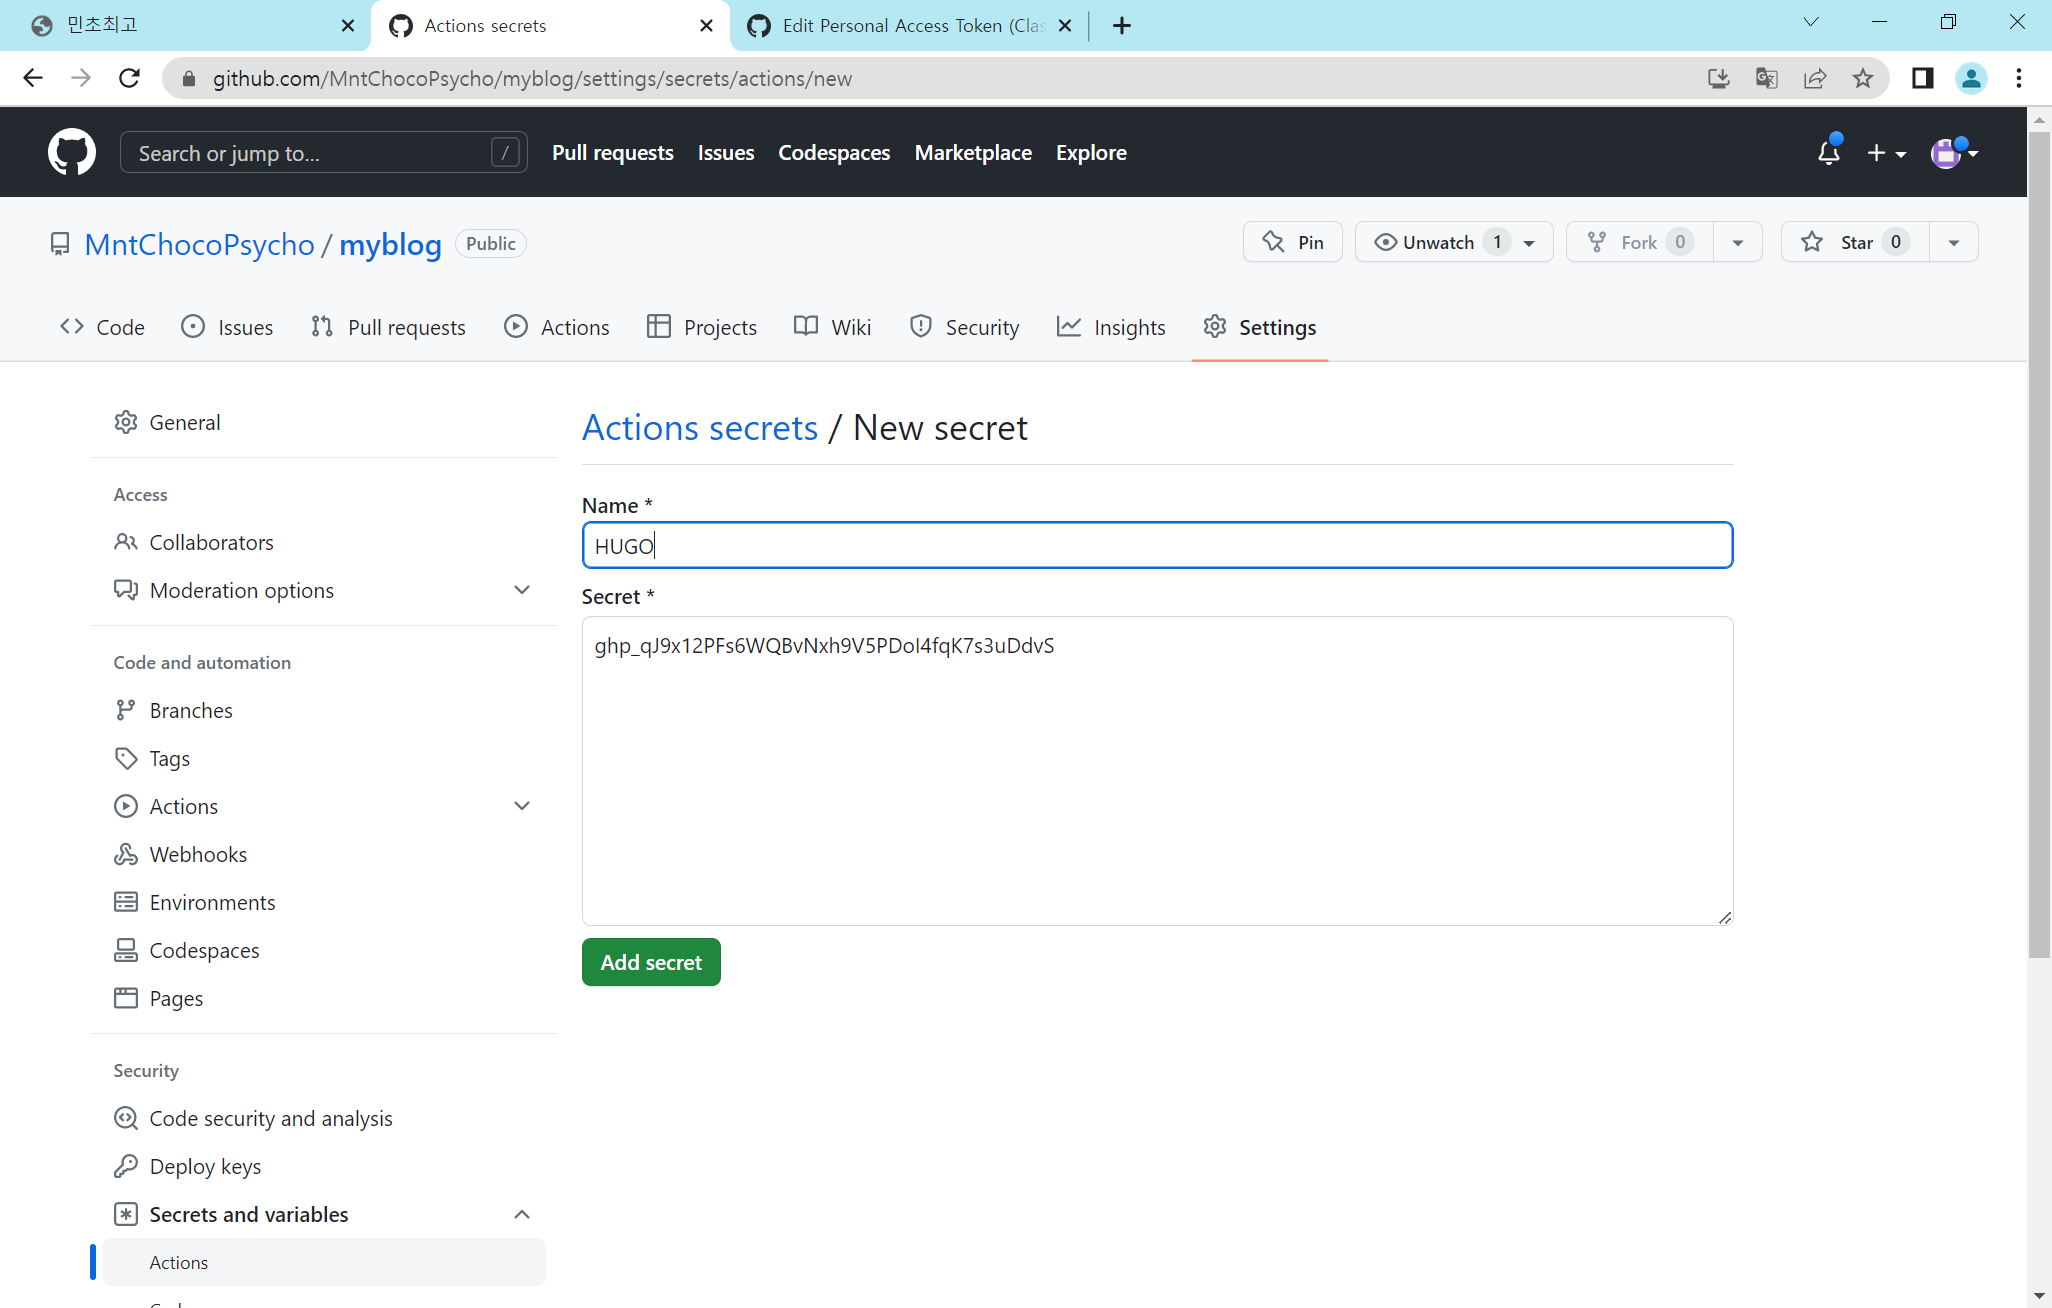 민초최고
Actions secrets
Edit Personal Access Token (Clas
github.com/MntChocoPsycho/myblog/settings/secrets/actions/new
Search or jump to... /
Pull requests Issues Codespaces Marketplace Explore
MntChocoPsycho / myblog Public
Pin
Unwatch 1
Fork 0
Star 0
Code Issues Pull requests Actions Projects Wiki Security Insights Settings
General
Access
Collaborators
Moderation options
Code and automation
Branches
Tags
Actions
Webhooks
Environments
Codespaces
Pages
Security
Code security and analysis
Deploy keys
Secrets and variables
Actions
Actions secrets / New secret
Name *
HUGO
Secret *
Add secret